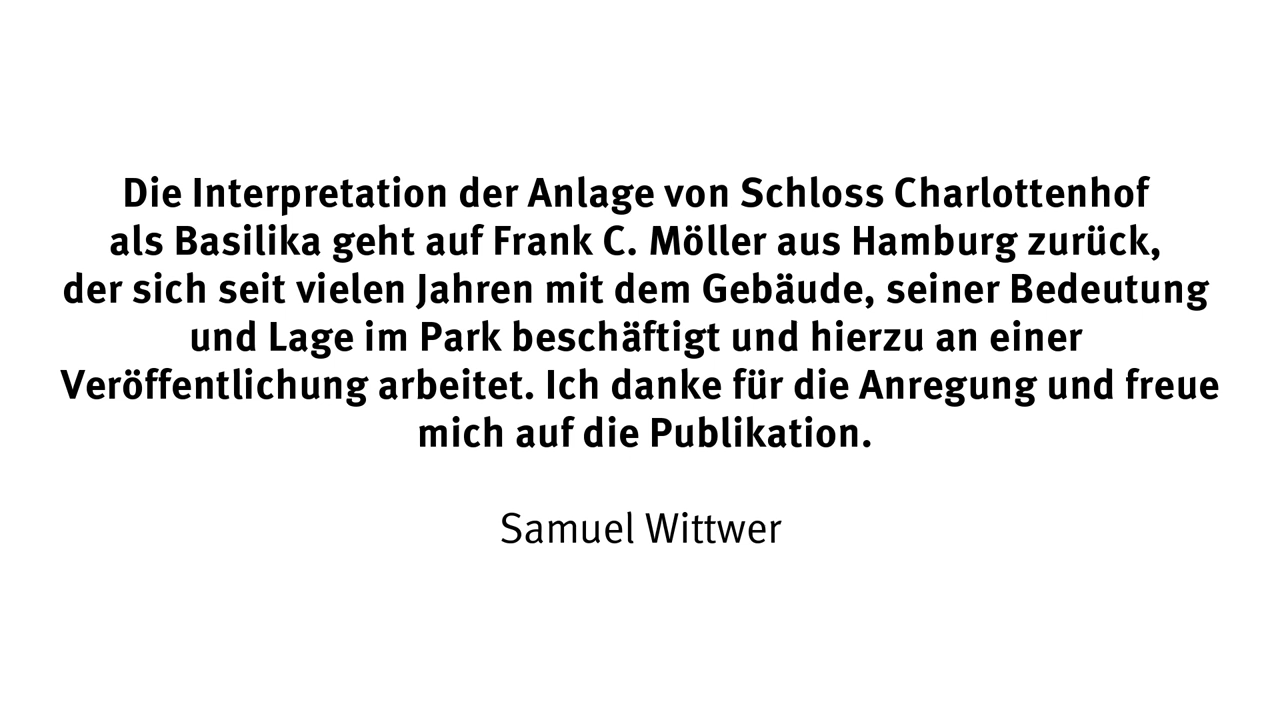 Die Interpretation der Anlage von Schloss Charlottenhof
als Basilika geht auf Frank C. Möller aus Hamburg zurück,
der sich seit vielen Jahren mit dem Gebäude, seiner Bedeutung
und Lage im Park beschäftigt und hierzu an einer
Veröffentlichung arbeitet. Ich danke für die Anregung und freue
mich auf die Publikation.
Samuel Wittwer